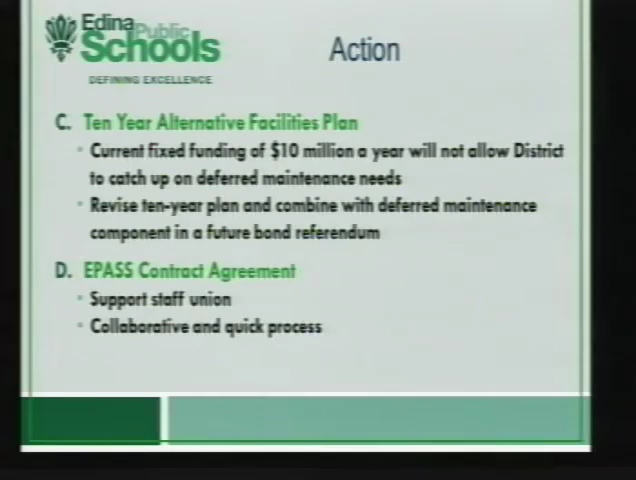 Edina
Public
Schools
DEFINING EXCELLENCE
Action
C. Ten Year Alternative Facilities Plan
• Current fixed funding of $10 million a year will not allow District
to catch up on deferred maintenance needs
• Revise ten-year plan and combine with deferred maintenance
component in a future bond referendum
D. EPASS Contract Agreement
• Support staff union
• Collaborative and quick process